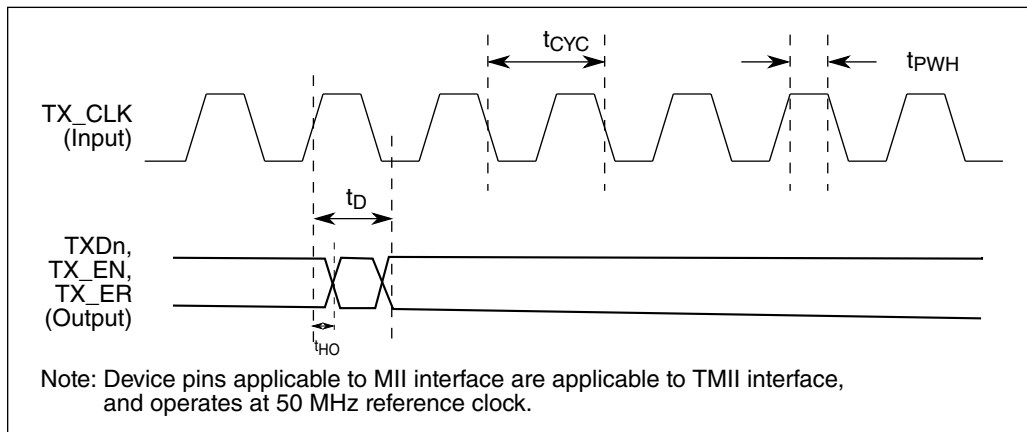 tCYC
tPWH
TX_CLK
(Input)
tD
TXDn,
TX_EN,
TX_ER
(Output)
tHO
Note: Device pins applicable to MII interface are applicable to TMII interface,
and operates at 50 MHz reference clock.